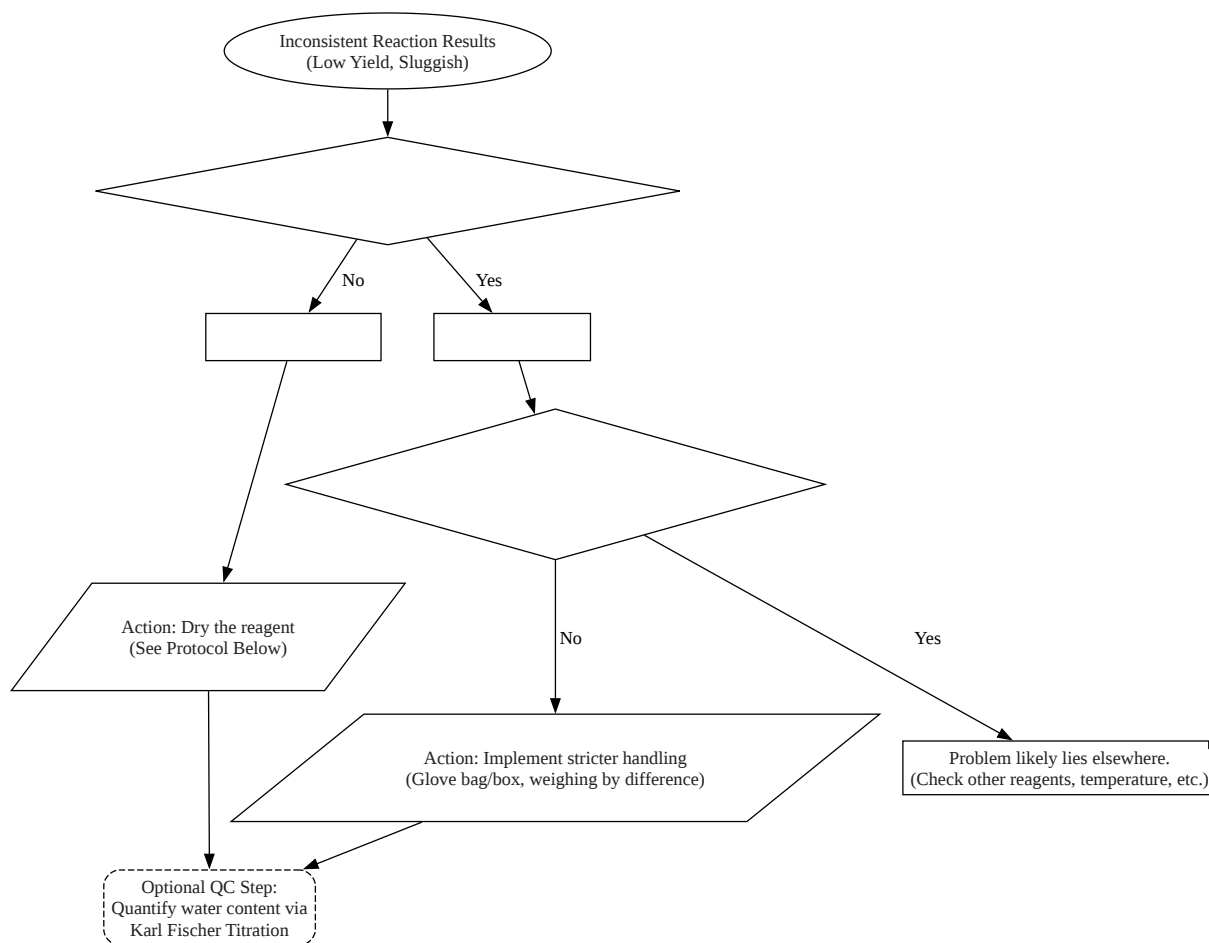 Inconsistent Reaction Results
(Low Yield, Sluggish)
No
Yes
Action: Dry the reagent
(See Protocol Below)
No
Yes
Action: Implement stricter handling
(Glove bag/box, weighing by difference)
Problem likely lies elsewhere.
(Check other reagents, temperature, etc.)
Optional QC Step:
Quantify water content via
Karl Fischer Titration